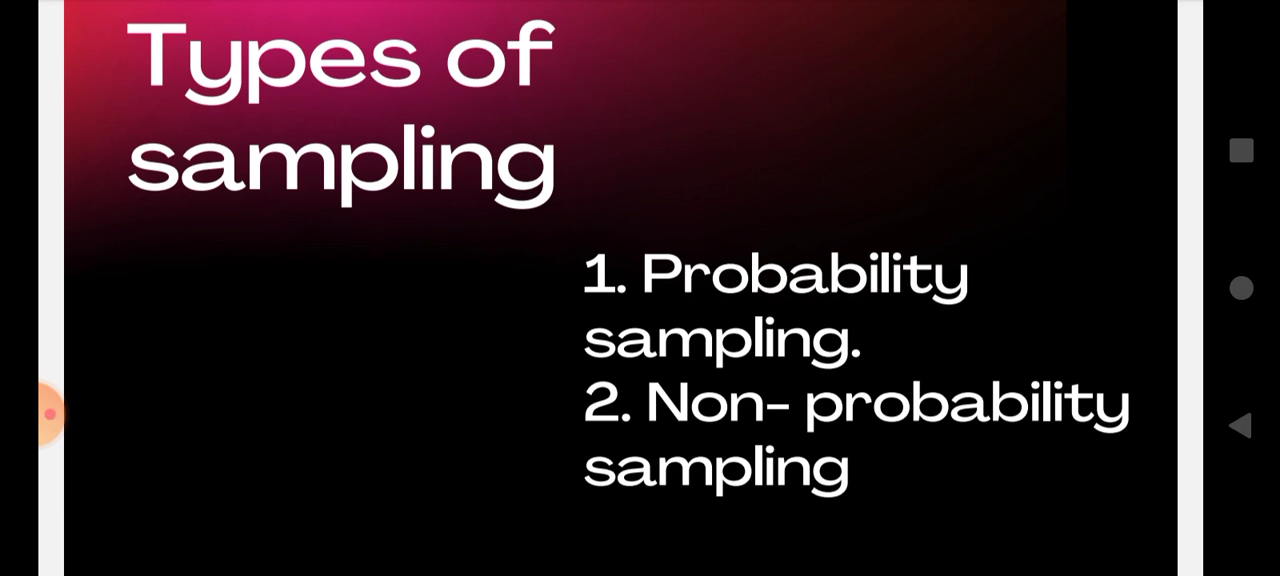 Types of
sampling
1. Probability
sampling.
2. Non- probability
sampling